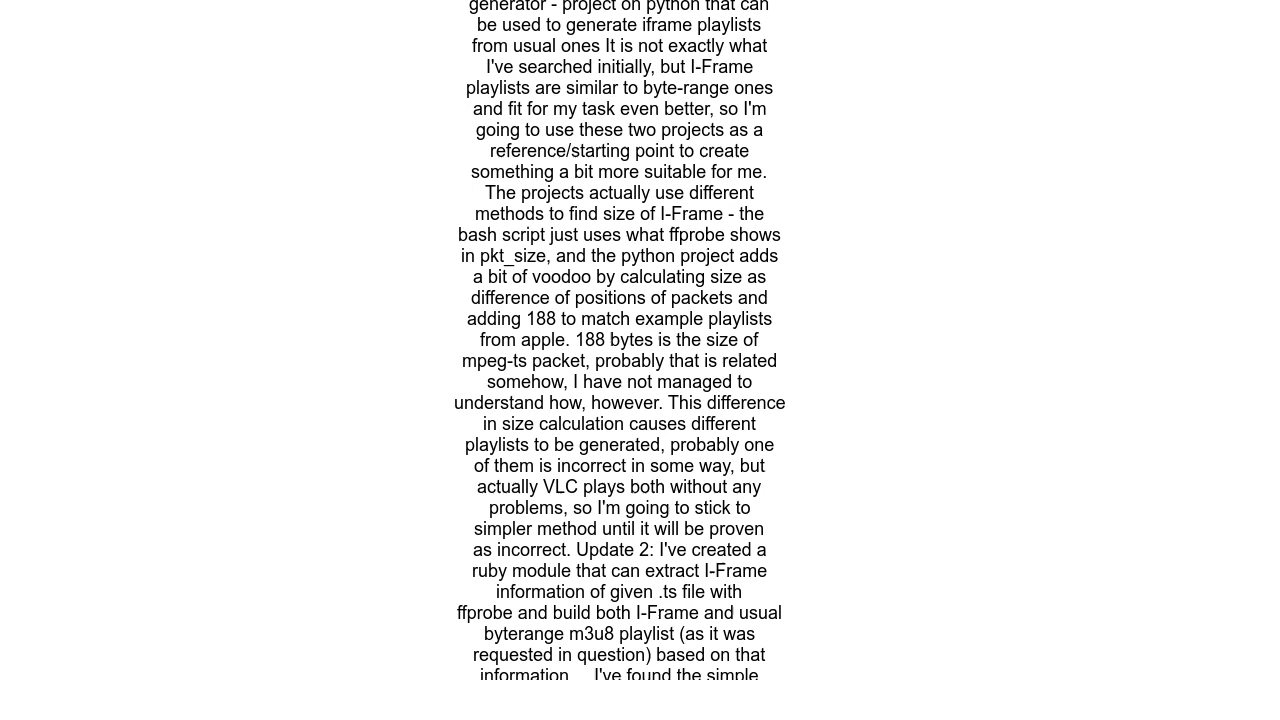 generator - project on python that can
be used to generate iframe playlists
from usual ones It is not exactly what
I've searched initially, but I-Frame
playlists are similar to byte-range ones
and fit for my task even better, so I'm
going to use these two projects as a
reference/starting point to create
something a bit more suitable for me.
The projects actually use different
methods to find size of I-Frame - the
bash script just uses what ffprobe shows
in pkt_size, and the python project adds
a bit of voodoo by calculating size as
difference of positions of packets and
adding 188 to match example playlists
from apple. 188 bytes is the size of
mpeg-ts packet, probably that is related
somehow, I have not managed to
understand how, however. This difference
in size calculation causes different
playlists to be generated, probably one
of them is incorrect in some way, but
actually VLC plays both without any
problems, so I'm going to stick to
simpler method until it will be proven
as incorrect. Update 2: I've created a
ruby module that can extract I-Frame
information of given .ts file with
ffprobe and build both I-Frame and usual
byterange m3u8 playlist (as it was
requested in question) based on that
information... I've found the simple